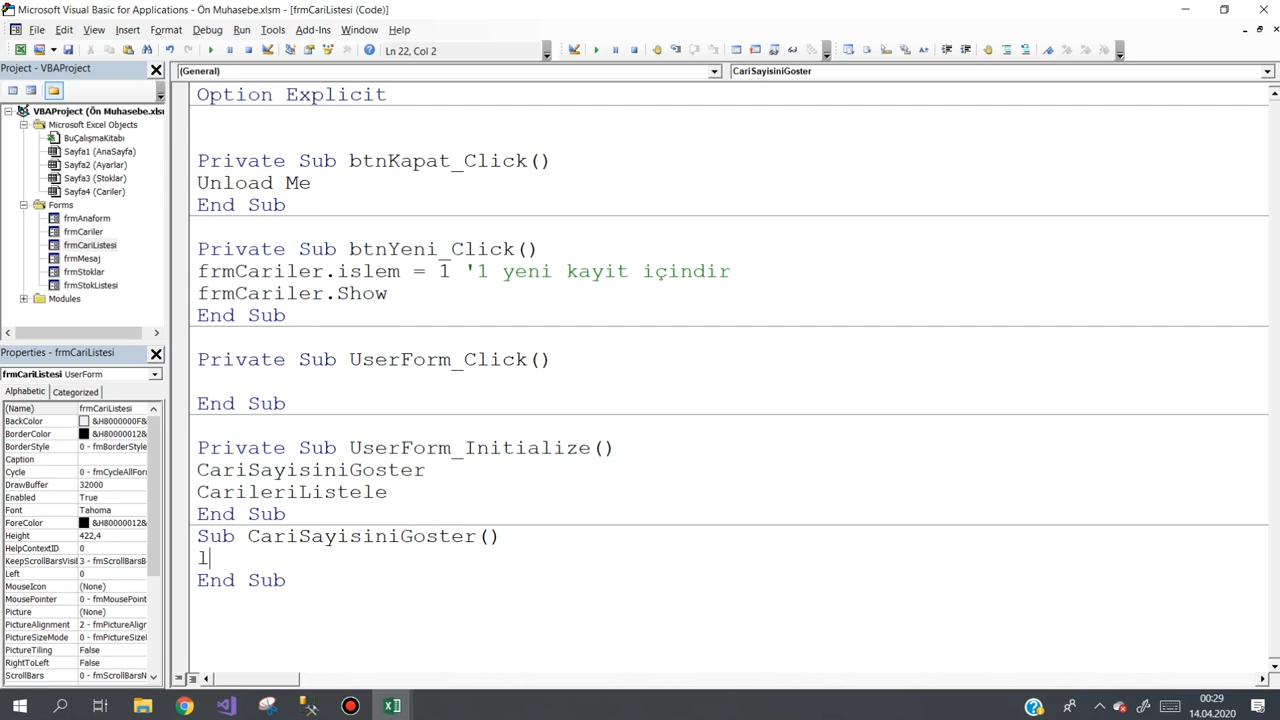 Microsoft Visual Basic for Applications - Ön Muhasebe.xlsm - [frmCariListesi (Code)]
File Edit View Insert Format Debug Run Tools Add-Ins Window Help
Ln 22, Col 2
Project - VBAProject
(General)
CariSayisiniGoster
VBAProject (Ön Muhasebe.xlsm
Microsoft Excel Objects
BuÇalışmaKitabı
Sayfa1 (AnaSayfa)
Sayfa2 (Ayarlar)
Sayfa3 (Stoklar)
Sayfa4 (Cariler)
Forms
frmAnaform
frmCariler
frmCariListesi
frmMesaj
frmStoklar
frmStokListesi
Modules
Properties - frmCariListesi
frmCariListesi UserForm
Alphabetic Categorized
(Name) frmCariListesi
BackColor &H8000000F&
BorderColor &H80000012&
BorderStyle 0 - fmBorderStyle
Caption
Cycle 0 - fmCycleAllForm
DrawBuffer 32000
Enabled True
Font Tahoma
ForeColor &H80000012&
Height 422,4
HelpContextID 0
KeepScrollBarsVisib 3 - fmScrollBarsB
Left 0
MouseIcon (None)
MousePointer 0 - fmMousePoint
Picture (None)
PictureAlignment 2 - fmPictureAlign
PictureSizeMode 0 - fmPictureSize
PictureTiling False
RightToLeft False
ScrollBars 0 - fmScrollBarsN
Option Explicit
Private Sub btnKapat_Click()
Unload Me
End Sub
Private Sub btnYeni_Click()
frmCariler.islem = 1 '1 yeni kayit içindir
frmCariler.Show
End Sub
Private Sub UserForm_Click()
End Sub
Private Sub UserForm_Initialize()
CariSayisiniGoster
CarileriListele
End Sub
Sub CariSayisiniGoster()
l
End Sub
00:29
14.04.2020